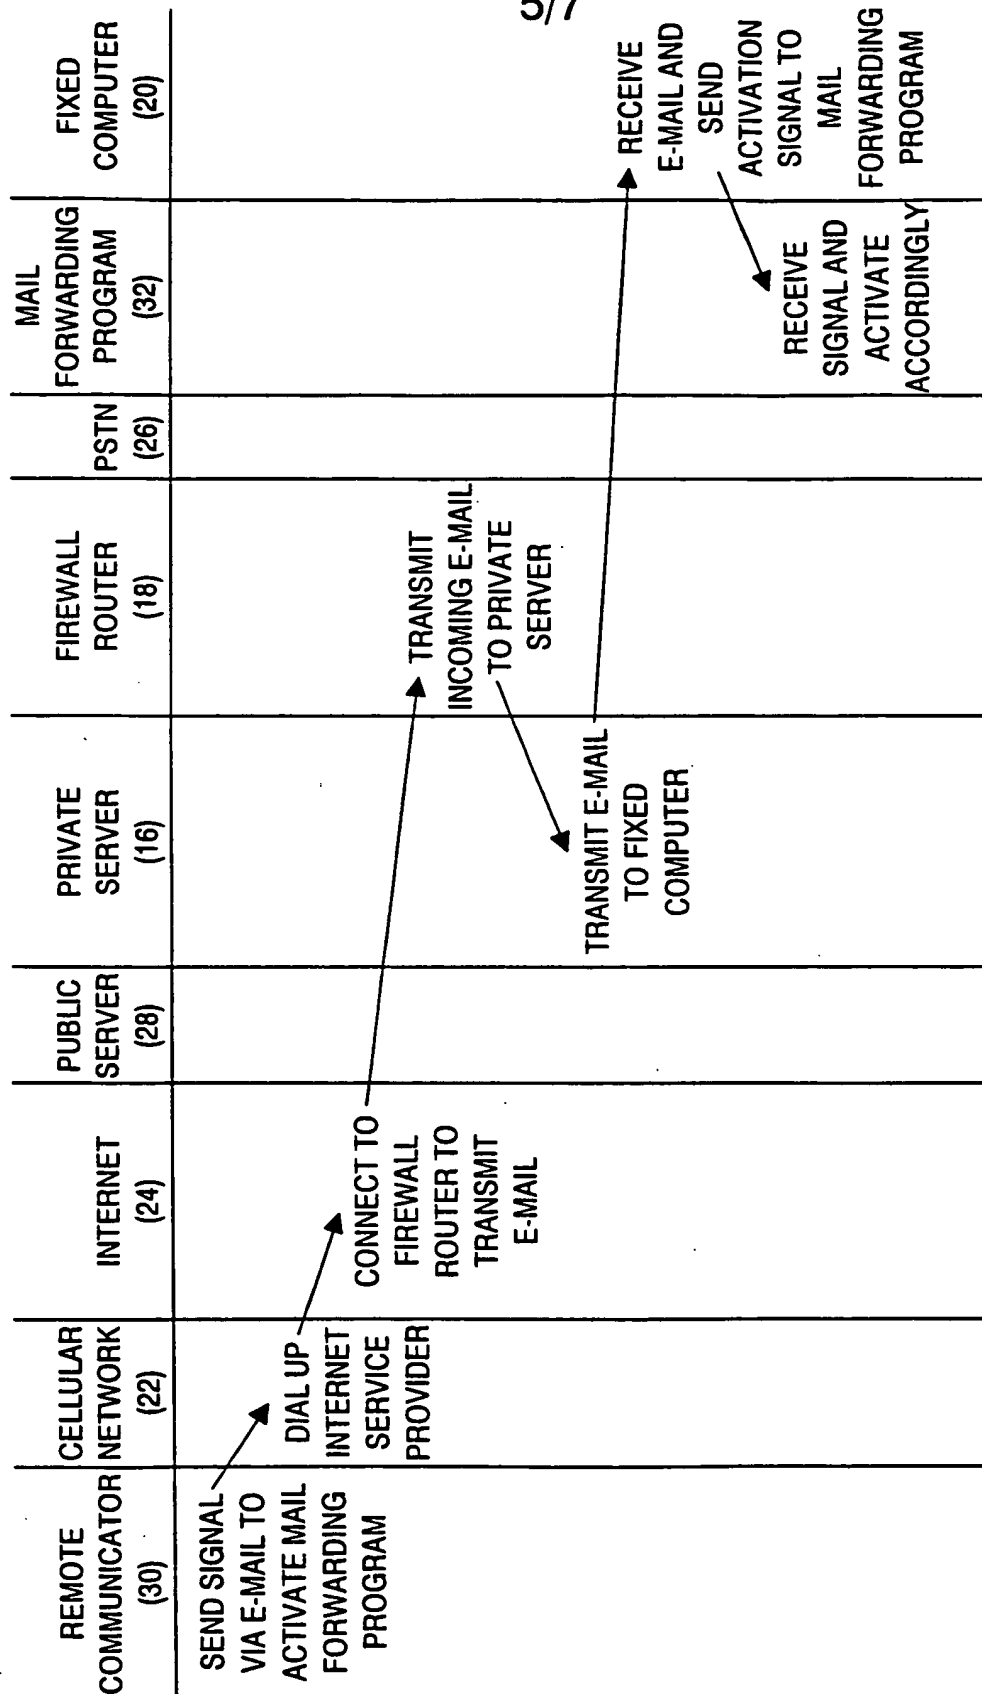 5/7
REMOTE
COMMUNICATOR
(30)
CELLULAR
NETWORK
(22)
INTERNET
(24)
PUBLIC
SERVER
(28)
PRIVATE
SERVER
(16)
FIREWALL
ROUTER
(18)
PSTN
(26)
MAIL
FORWARDING
PROGRAM
(32)
FIXED
COMPUTER
(20)
SEND SIGNAL
VIA E-MAIL TO
ACTIVATE MAIL
FORWARDING
PROGRAM
DIAL UP
INTERNET
SERVICE
PROVIDER
CONNECT TO
FIREWALL
ROUTER TO
TRANSMIT
E-MAIL
TRANSMIT
INCOMING E-MAIL
TO PRIVATE
SERVER
TRANSMIT E-MAIL
TO FIXED
COMPUTER
RECEIVE
E-MAIL AND
SEND
ACTIVATION
SIGNAL TO
MAIL
FORWARDING
PROGRAM
RECEIVE
SIGNAL AND
ACTIVATE
ACCORDINGLY